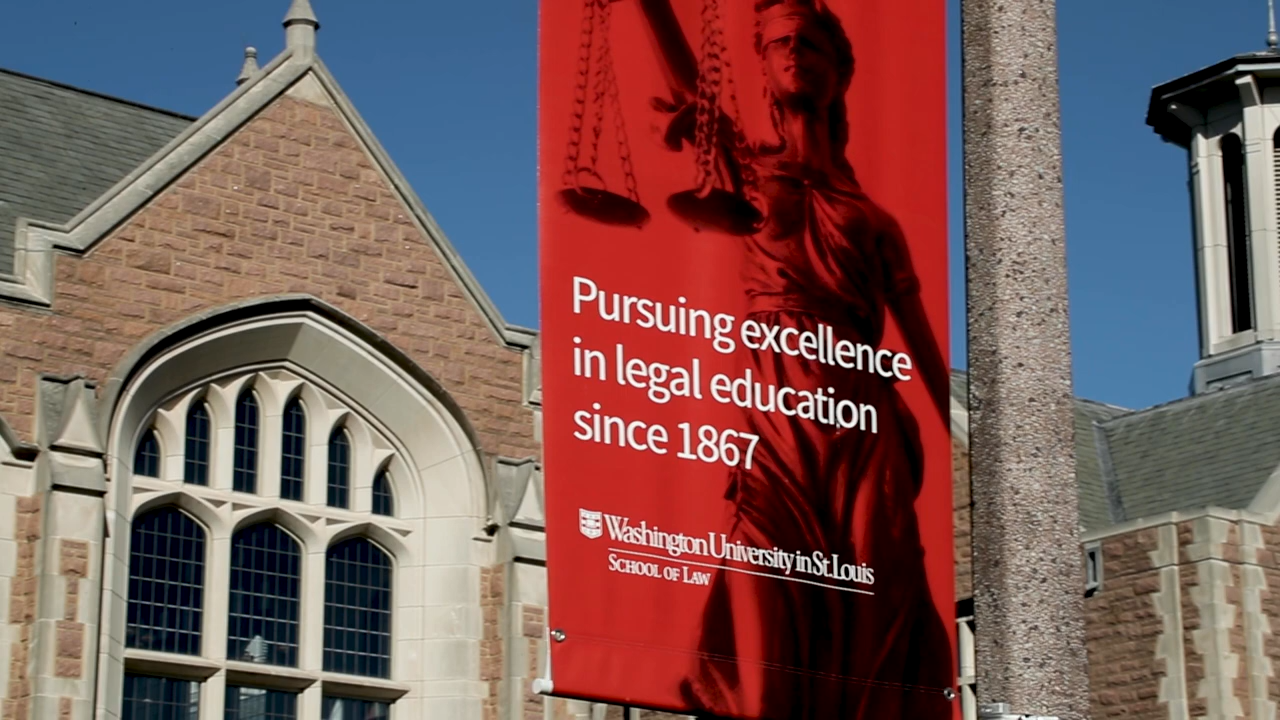 Pursuing excellence
in legal education
since 1867
Washington University in St. Louis
School of Law